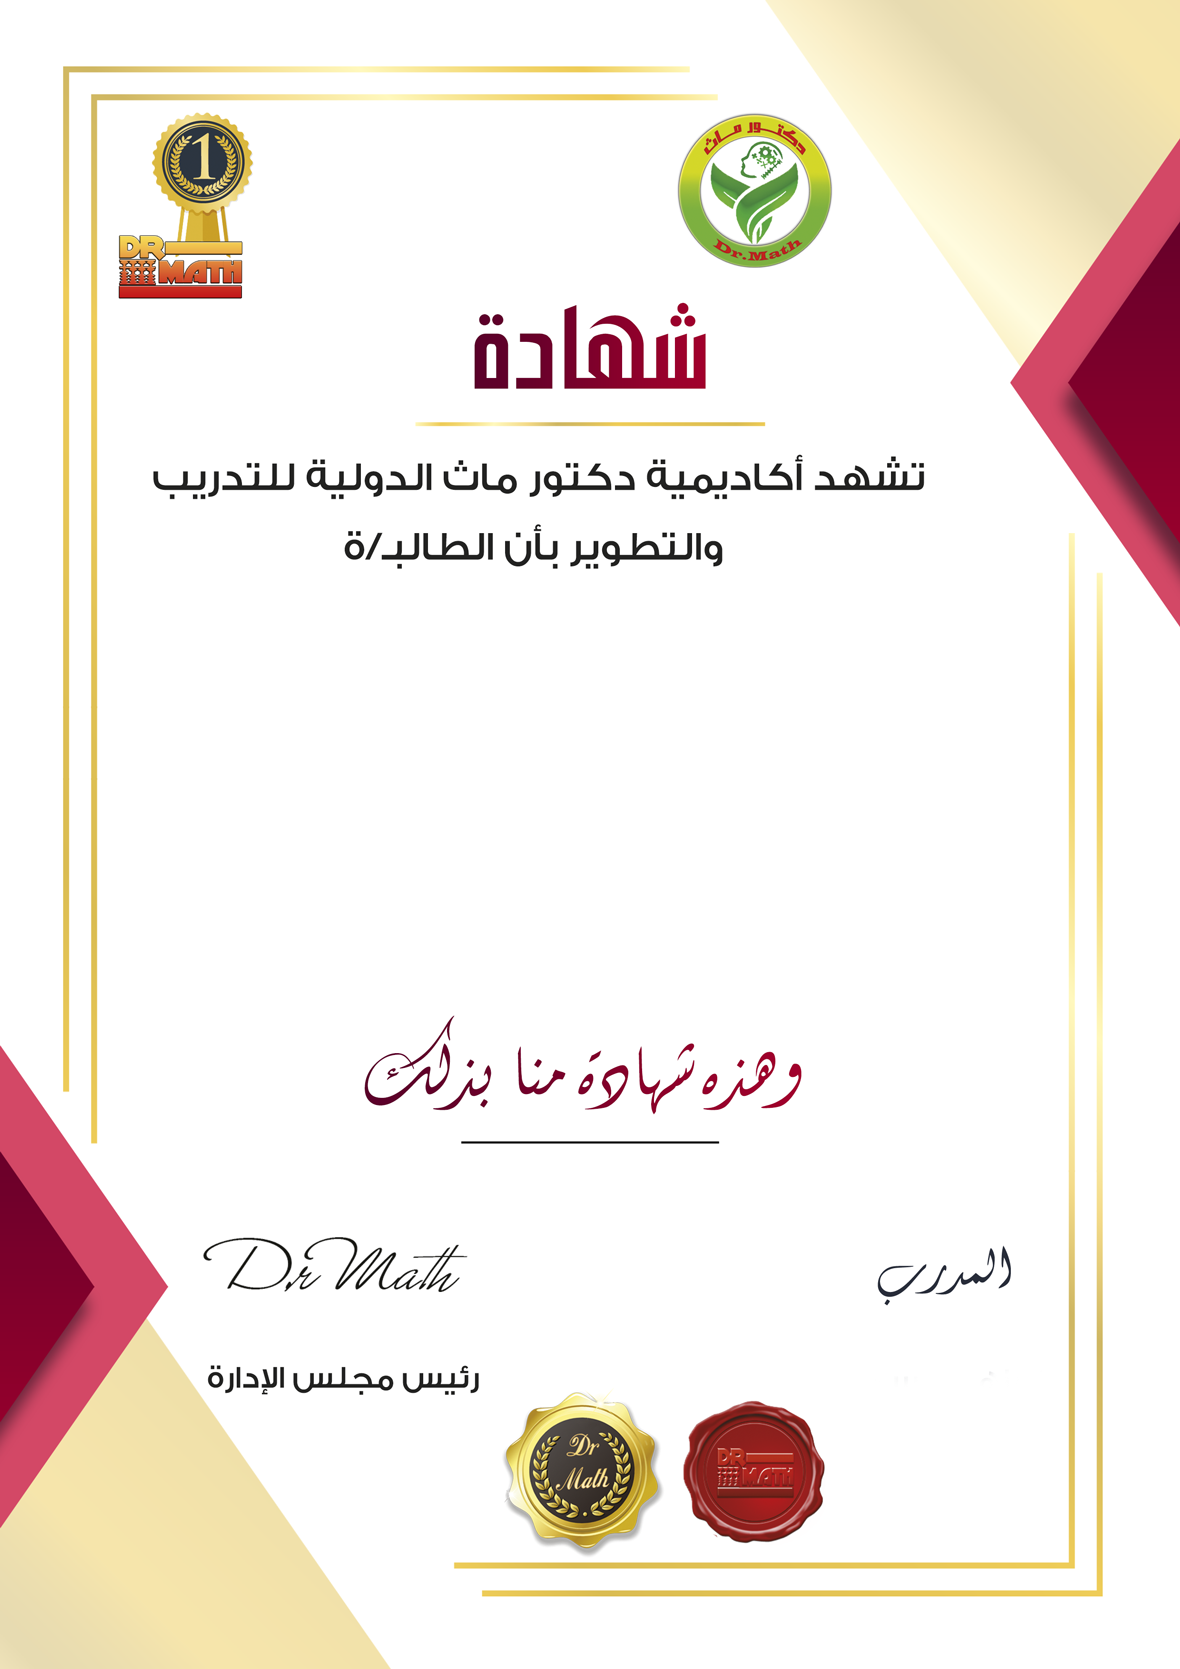 1
DR
MATH
دكتور ماث
Dr.Math
شهادة
تشهد أكاديمية دكتور ماث الدولية للتدريب
والتطوير بأن الطالبـ/ة
وهذه شهادة منا بذلك
Dr Math
المدرب
رئيس مجلس الإدارة
Dr
Math
DR
MATH